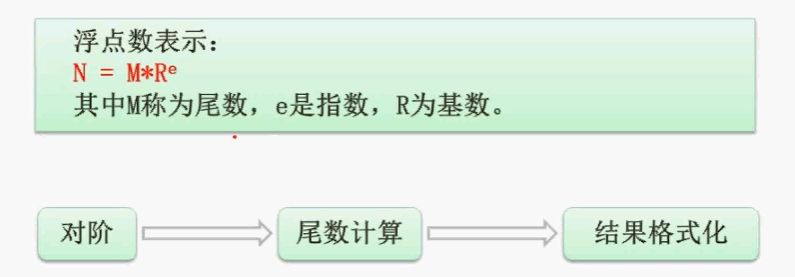 浮点数表示：
N = M*Rᵉ
其中M称为尾数，e是指数，R为基数。
对阶
尾数计算
结果格式化